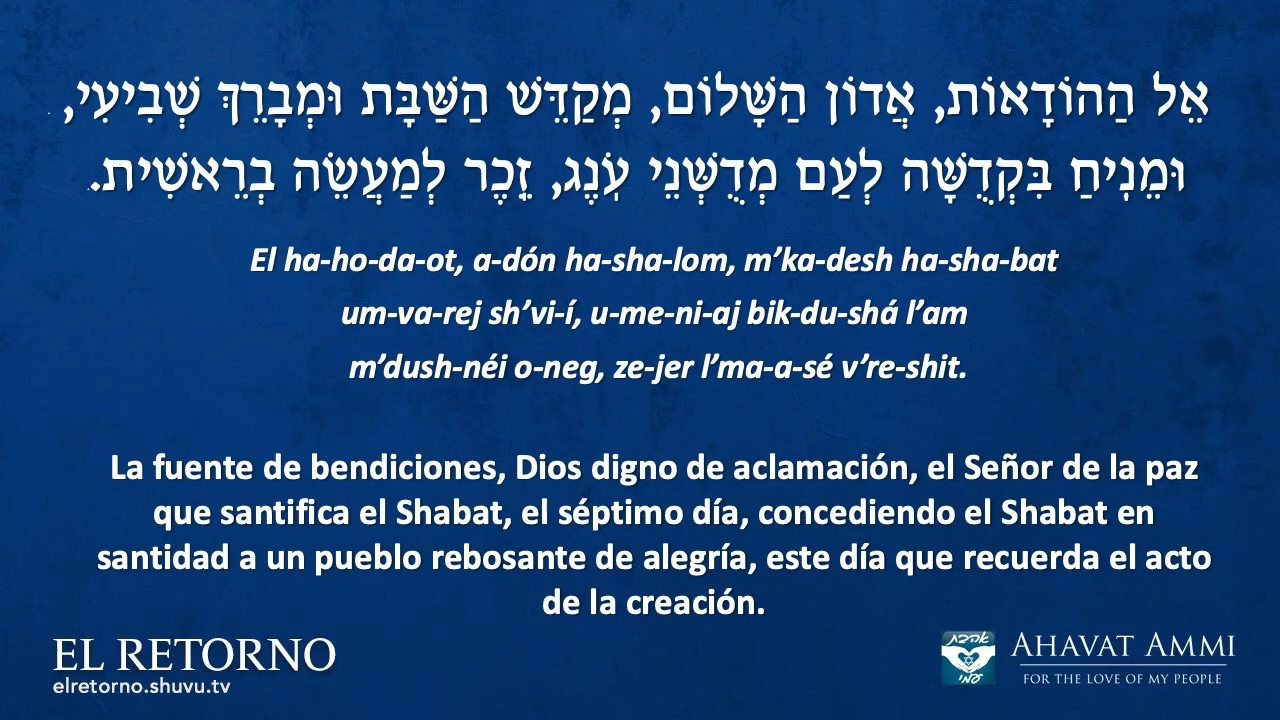 אֵל הַהוֹדָאוֹת, אֲדוֹן הַשָּׁלוֹם, מְקַדֵּשׁ הַשַּׁבָּת וּמְבָרֵךְ שְׁבִיעִי,
וּמֵנִיחַ בִּקְדֻשָּׁה לְעַם מְדֻשְּׁנֵי עֹנֶג, זֵכֶר לְמַעֲשֵׂה בְרֵאשִׁית.
El ha-ho-da-ot, a-dón ha-sha-lom, m’ka-desh ha-sha-bat
um-va-rej sh’vi-í, u-me-ni-aj bik-du-shá l’am
m’dush-néi o-neg, ze-jer l’ma-a-sé v’re-shit.
La fuente de bendiciones, Dios digno de aclamación, el Señor de la paz
que santifica el Shabat, el séptimo día, concediendo el Shabat en
santidad a un pueblo rebosante de alegría, este día que recuerda el acto
de la creación.
EL RETORNO
elretorno.shuvu.tv
אהבת
עמי
AHAVAT AMMI
FOR THE LOVE OF MY PEOPLE